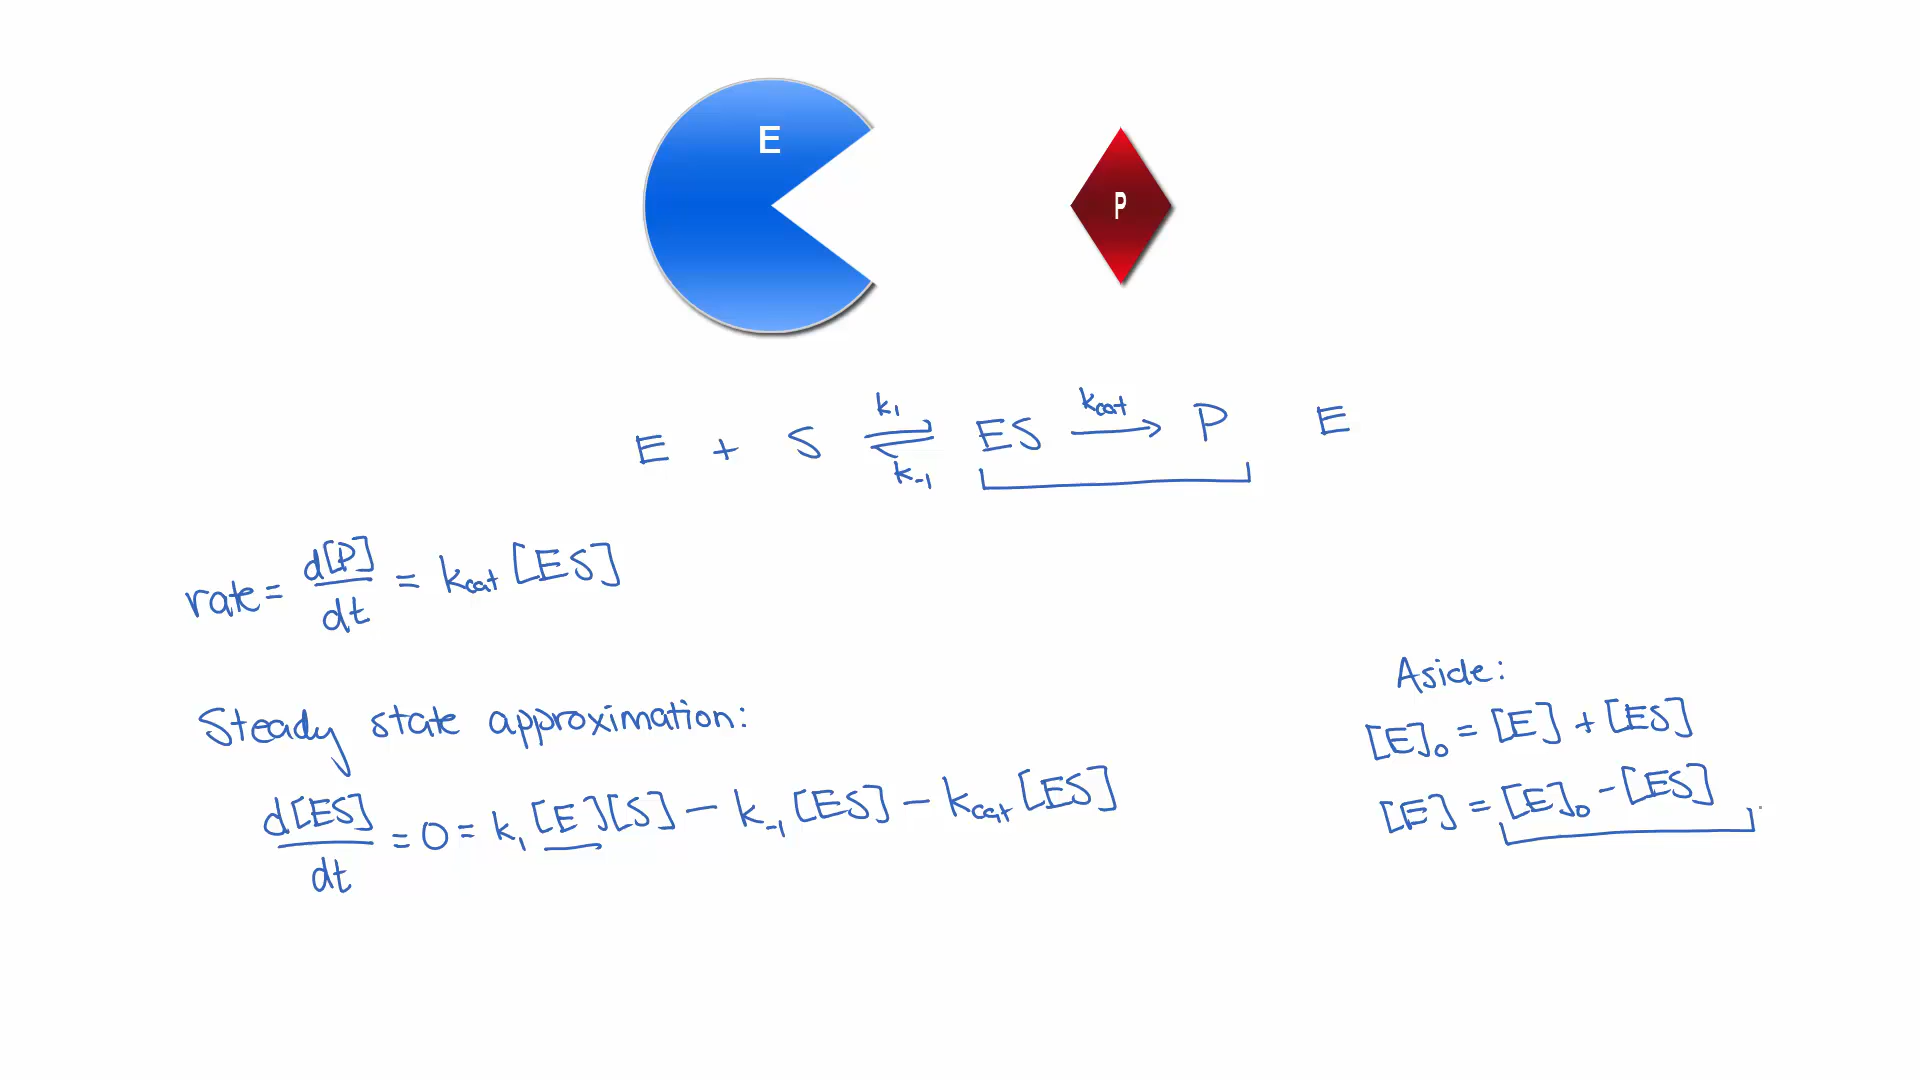 E
P
E + S ⇌ ES → P E
k₁
k₋₁
kcat
rate = d[P]/dt = kcat [ES]
Steady state approximation:
d[ES]/dt = 0 = k₁[E][S] − k₋₁[ES] − kcat[ES]
Aside:
[E]₀ = [E] + [ES]
[E] = [E]₀ - [ES]